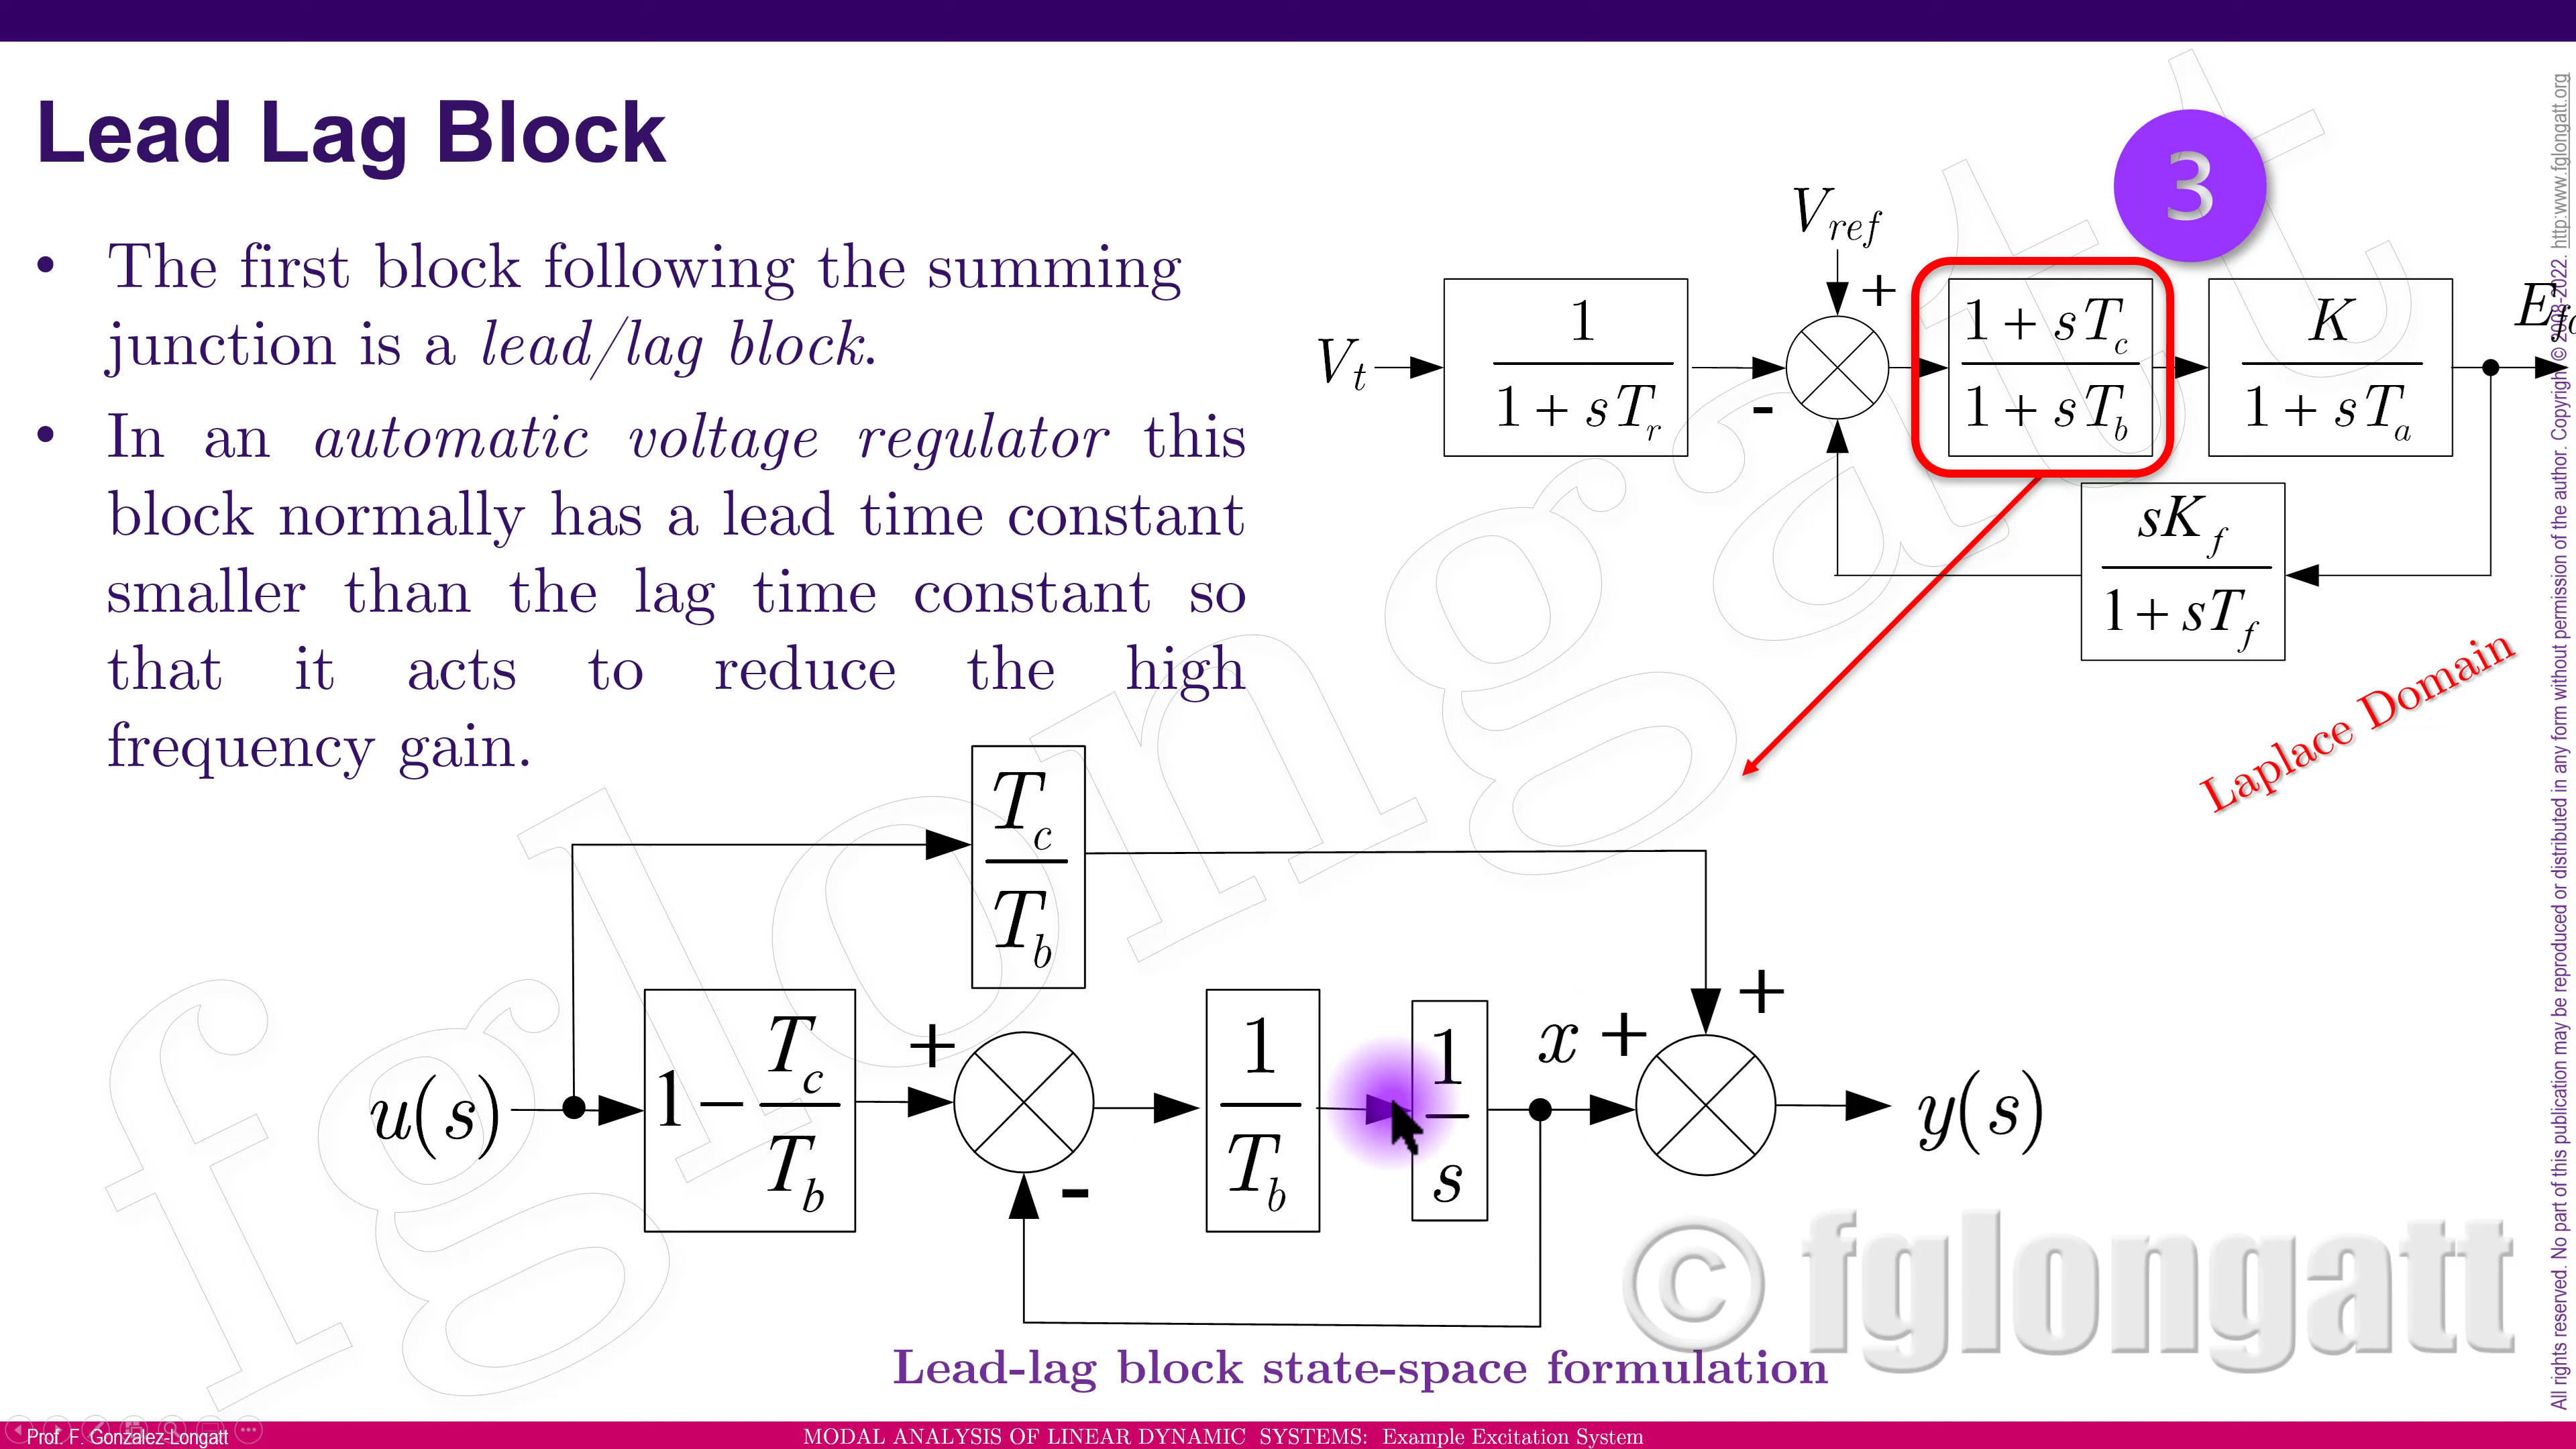 Lead Lag Block
• The first block following the summing
junction is a lead/lag block.
• In an automatic voltage regulator this
block normally has a lead time constant
smaller than the lag time constant so
that it acts to reduce the high
frequency gain.
3
V_ref
+
V_t
1
1 + sT_r
-
1 + sT_c
1 + sT_b
K
1 + sT_a
sK_f
1 + sT_f
Laplace Domain
T_c
T_b
u(s)
1 − T_c
T_b
+
-
1
T_b
1
s
x +
+
y(s)
Lead-lag block state-space formulation
© fglongatt
fglongatt
All rights reserved. No part of this publication may be reproduced or distributed in any form without permission of the author. Copyright © 2008-2022. http:www.fglongatt.org
Prof. F. Gonzalez-Longatt
MODAL ANALYSIS OF LINEAR DYNAMIC SYSTEMS: Example Excitation System